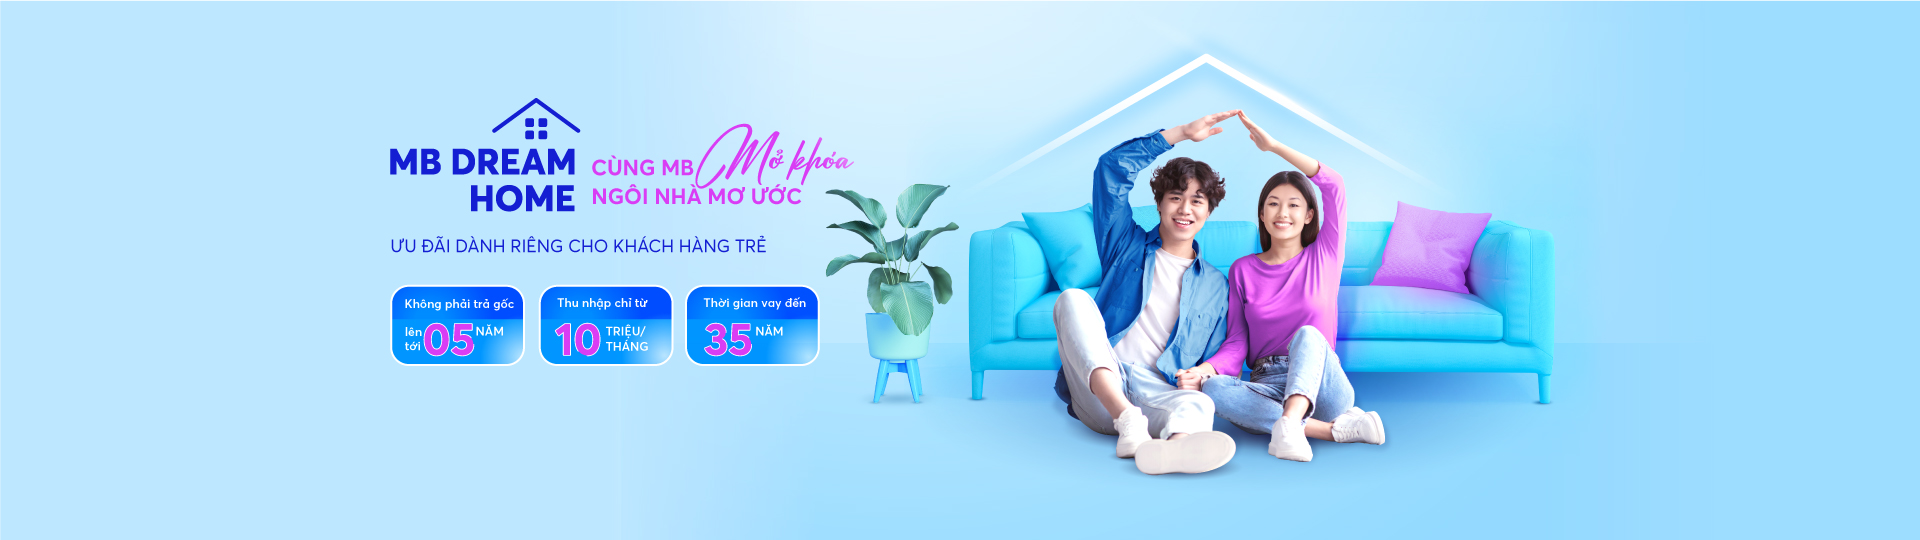 MB DREAM
HOME
CÙNG MB Mở khóa
NGÔI NHÀ MƠ ƯỚC
ƯU ĐÃI DÀNH RIÊNG CHO KHÁCH HÀNG TRẺ
Không phải trả gốc
lên tới 05 NĂM
Thu nhập chỉ từ
10 TRIỆU/
THÁNG
Thời gian vay đến
35 NĂM